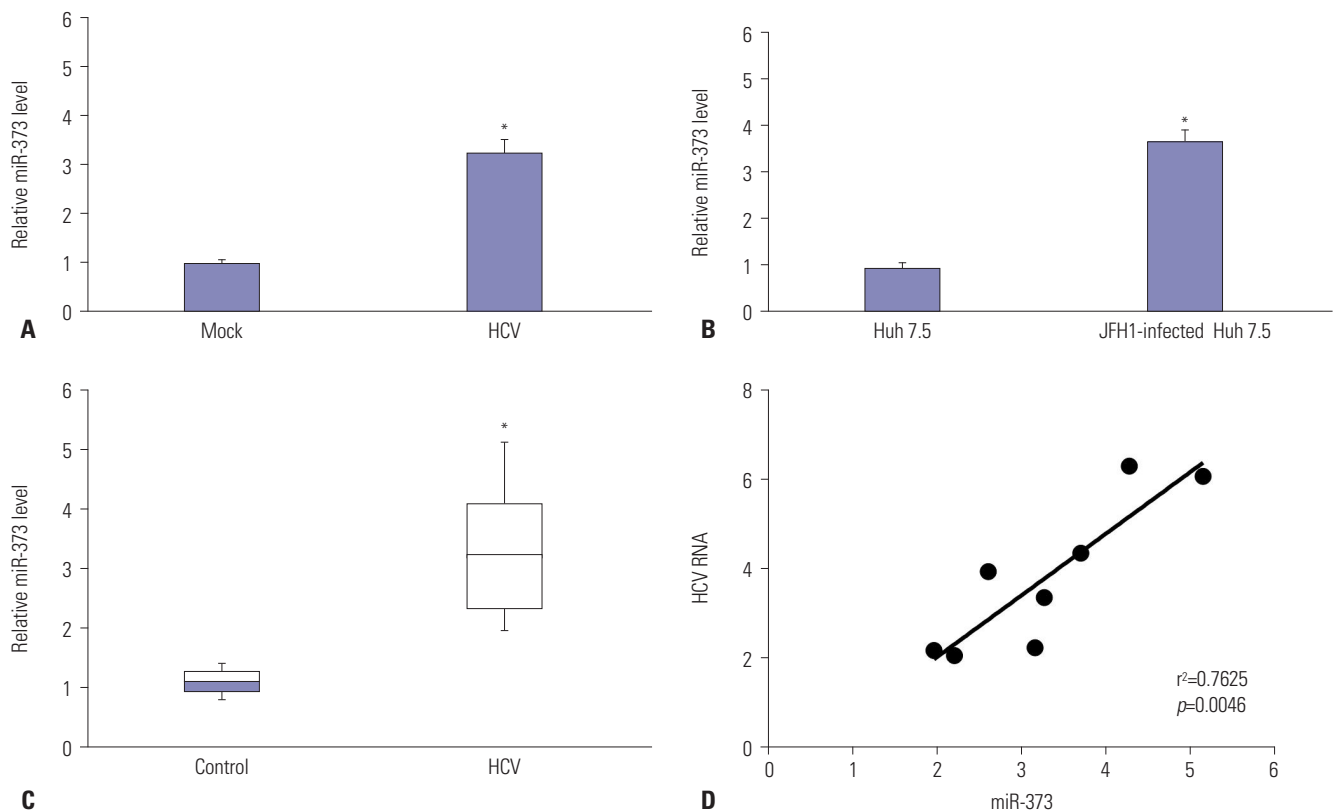 6
5
4
3
2
1
0
Relative miR-373 level
*
Mock
HCV
A
6
5
4
3
2
1
0
Relative miR-373 level
*
Huh 7.5
JFH1-infected Huh 7.5
B
6
5
4
3
2
1
0
Relative miR-373 level
*
Control
HCV
C
8
6
4
2
0
HCV RNA
r²=0.7625
p=0.0046
0 1 2 3 4 5 6
miR-373
D